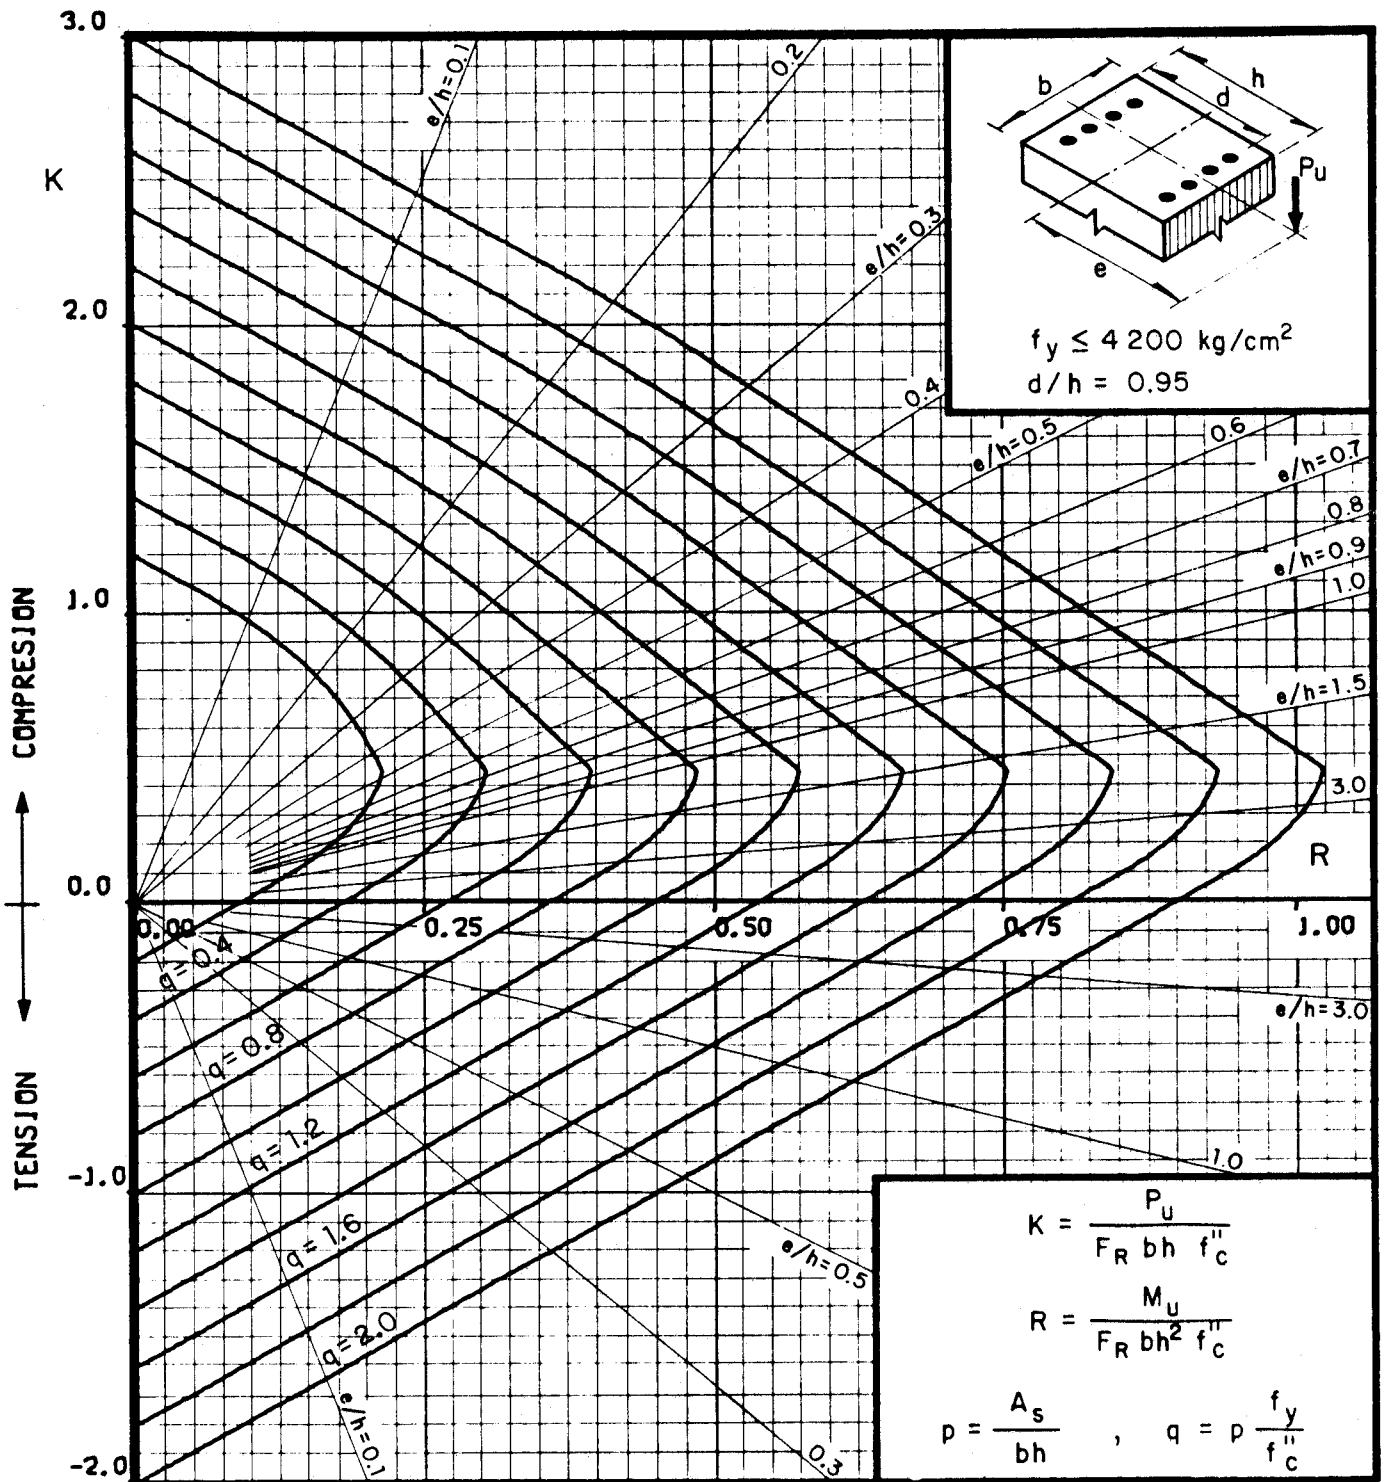 3.0
K
2.0
1.0
0.0
-1.0
-2.0
COMPRESION
TENSION
e/h=0.1
0.2
e/h=0.3
0.4
e/h=0.5
0.6
e/h=0.7
0.8
e/h=0.9
1.0
e/h=1.5
3.0
R
0.00
0.25
0.50
0.75
1.00
e/h=3.0
1.0
e/h=0.5
0.3
e/h=0.1
q=0.4
q=0.8
q=1.2
q=1.6
q=2.0
b
d
h
Pu
e
fy ≤ 4 200 kg/cm²
d/h = 0.95
K = Pu / FR bh f"c
R = Mu / FR bh² f"c
p = As / bh , q = p fy / f"c